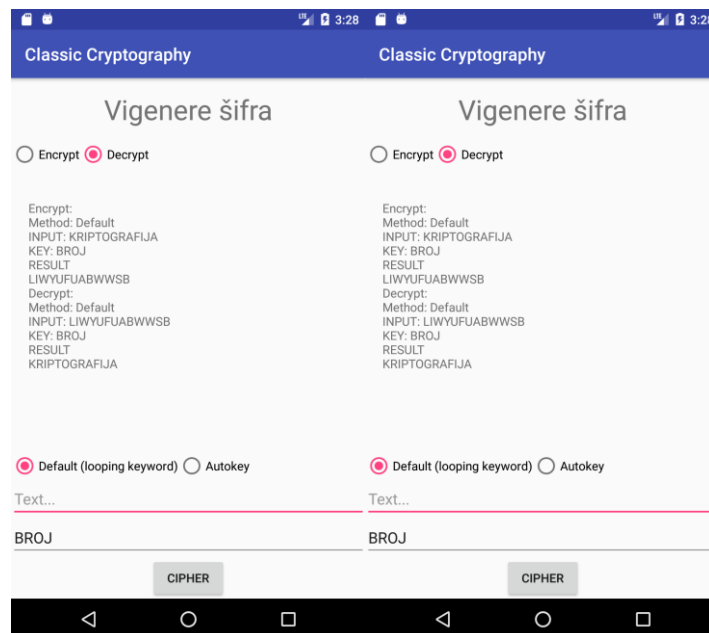 LTE 3:28
Classic Cryptography
Vigenere šifra
Encrypt Decrypt
Encrypt:
Method: Default
INPUT: KRIPTOGRAFIJA
KEY: BROJ
RESULT
LIWYUFUABWWSB
Decrypt:
Method: Default
INPUT: LIWYUFUABWWSB
KEY: BROJ
RESULT
KRIPTOGRAFIJA
Default (looping keyword) Autokey
Text...
BROJ
CIPHER
LTE 3:28
Classic Cryptography
Vigenere šifra
Encrypt Decrypt
Encrypt:
Method: Default
INPUT: KRIPTOGRAFIJA
KEY: BROJ
RESULT
LIWYUFUABWWSB
Decrypt:
Method: Default
INPUT: LIWYUFUABWWSB
KEY: BROJ
RESULT
KRIPTOGRAFIJA
Default (looping keyword) Autokey
Text...
BROJ
CIPHER